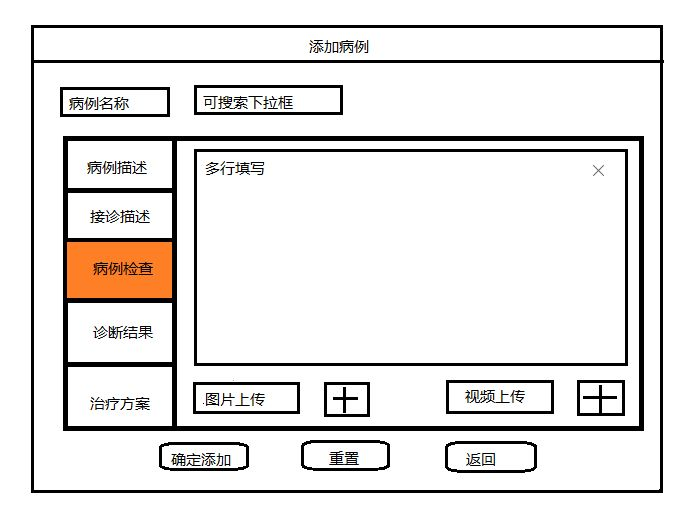 添加病例
病例名称
可搜索下拉框
病例描述
多行填写
接诊描述
病例检查
诊断结果
治疗方案
图片上传
视频上传
确定添加
重置
返回